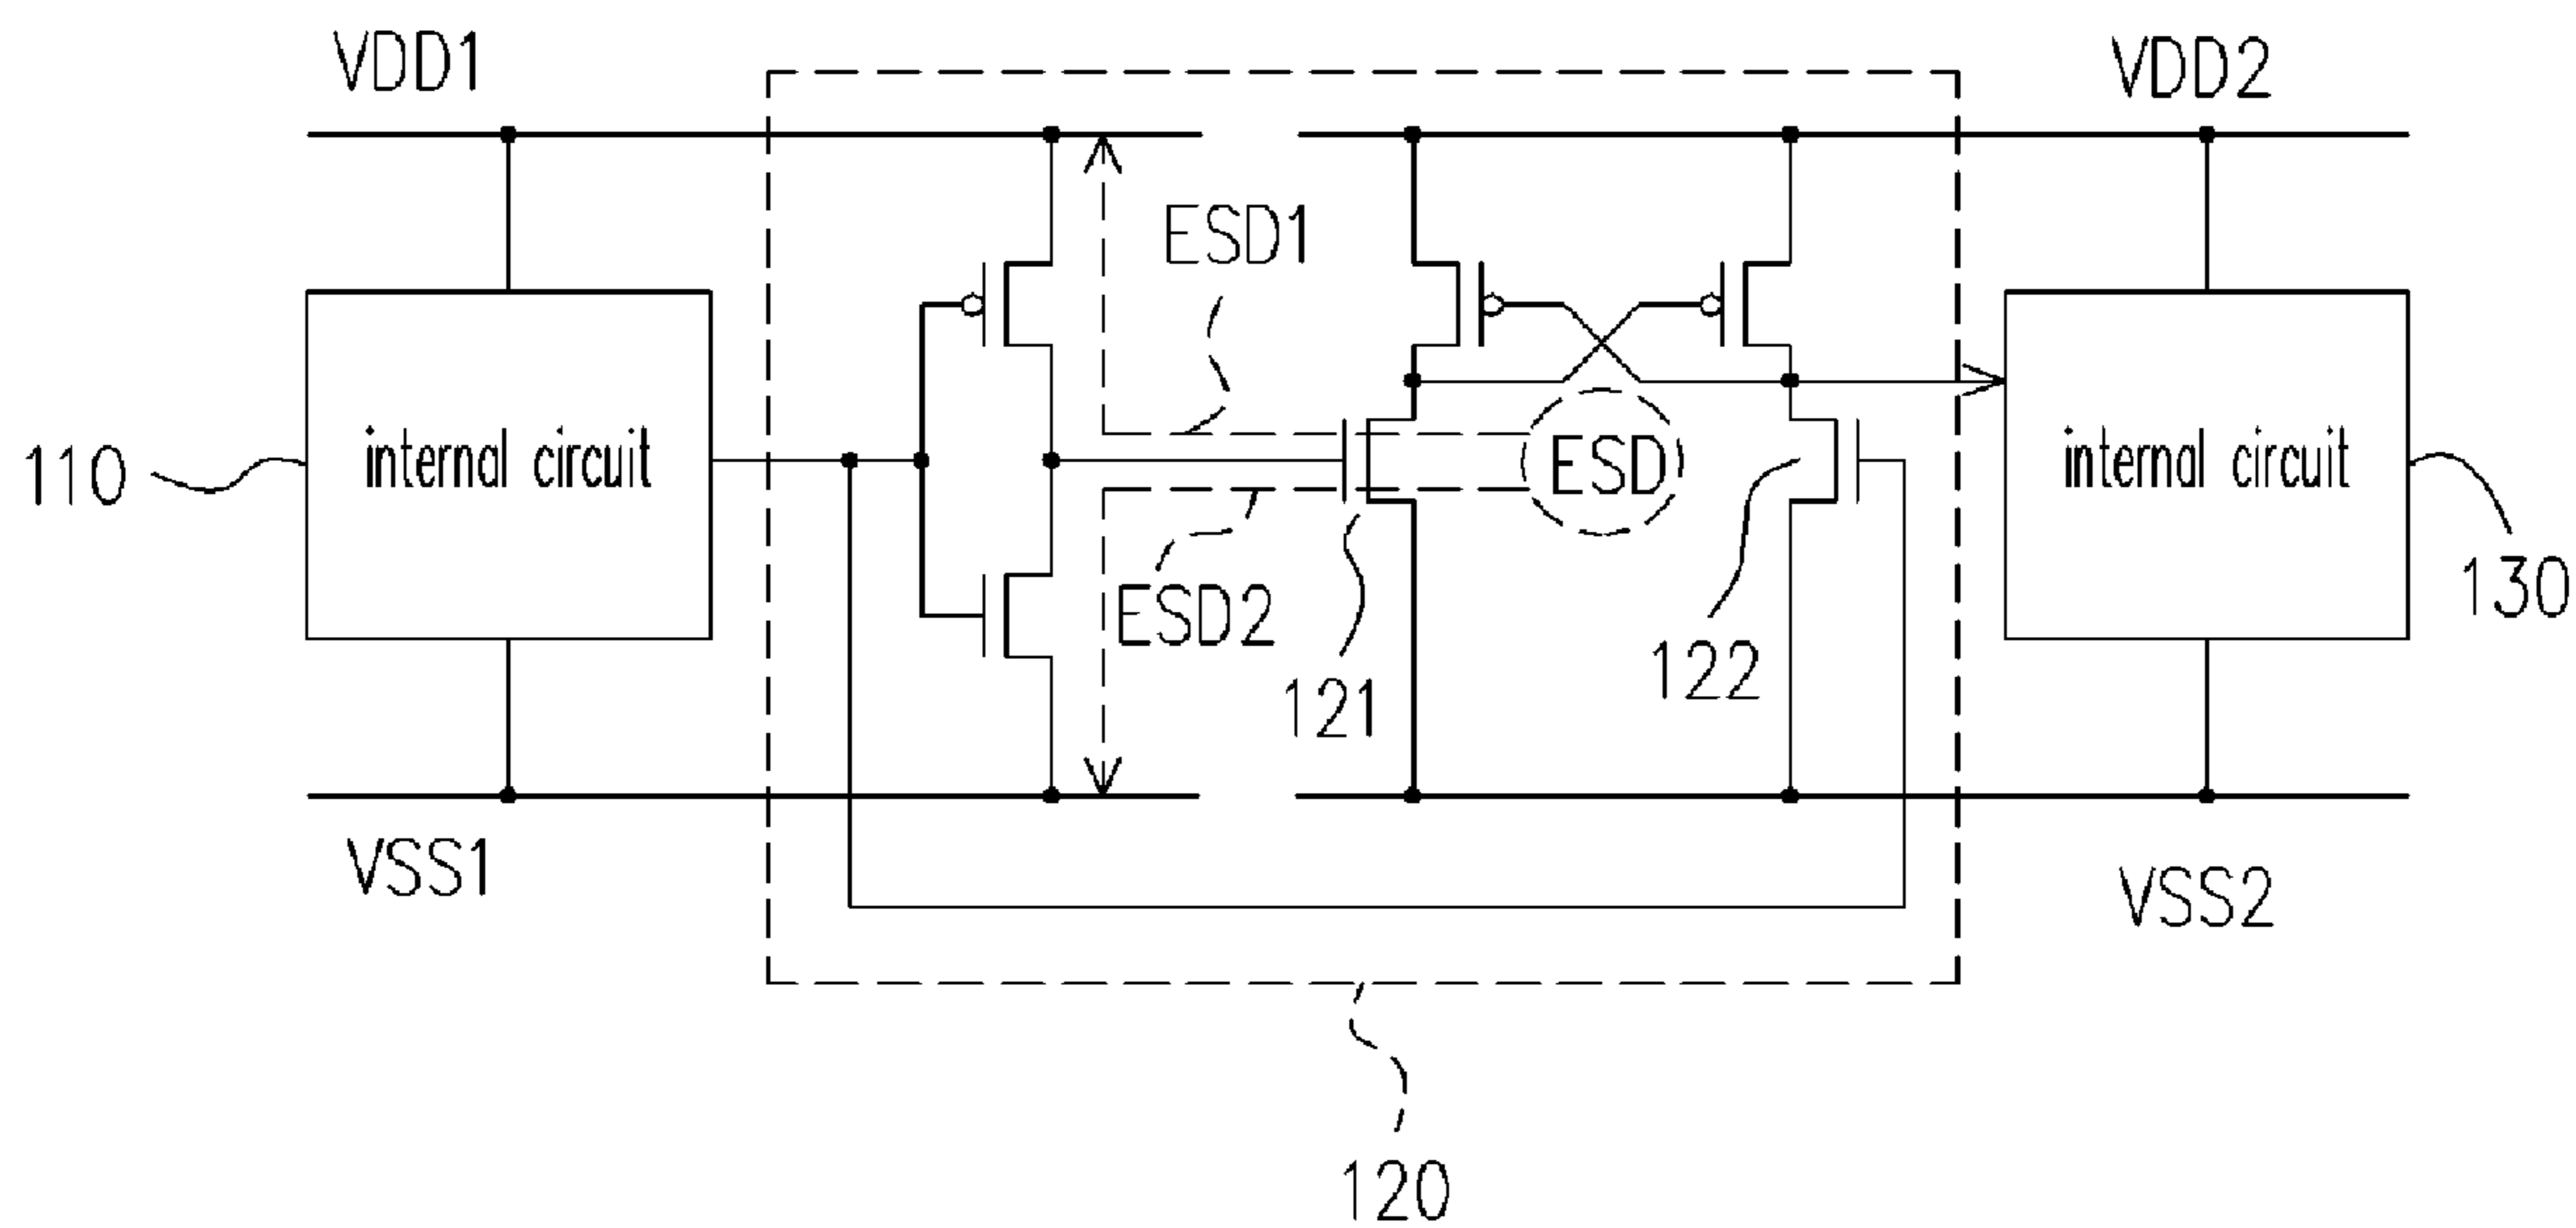 VDD1
VDD2
ESD1
internal circuit
ESD
internal circuit
110
ESD2
130
121
122
VSS1
VSS2
120